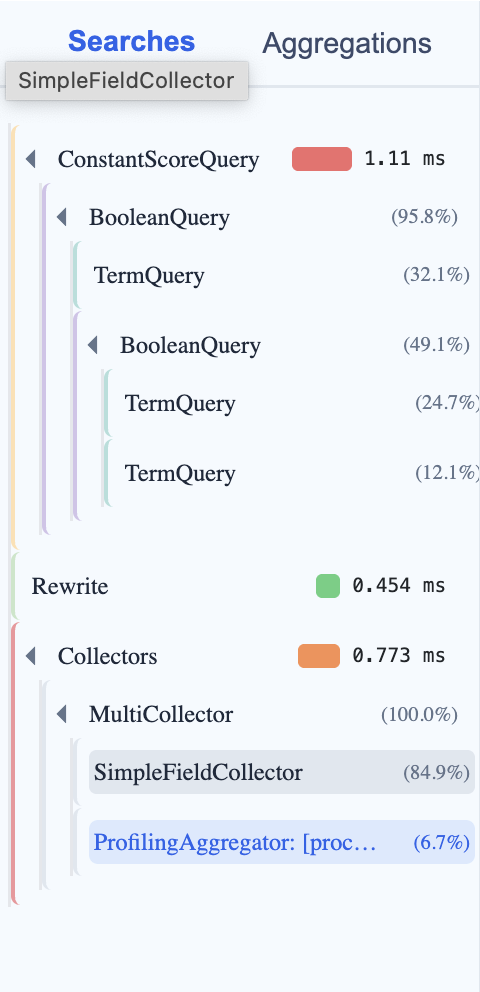 Searches Aggregations
SimpleFieldCollector
ConstantScoreQuery 1.11 ms
BooleanQuery (95.8%)
TermQuery (32.1%)
BooleanQuery (49.1%)
TermQuery (24.7%)
TermQuery (12.1%)
Rewrite 0.454 ms
Collectors 0.773 ms
MultiCollector (100.0%)
SimpleFieldCollector (84.9%)
ProfilingAggregator: [proc… (6.7%)